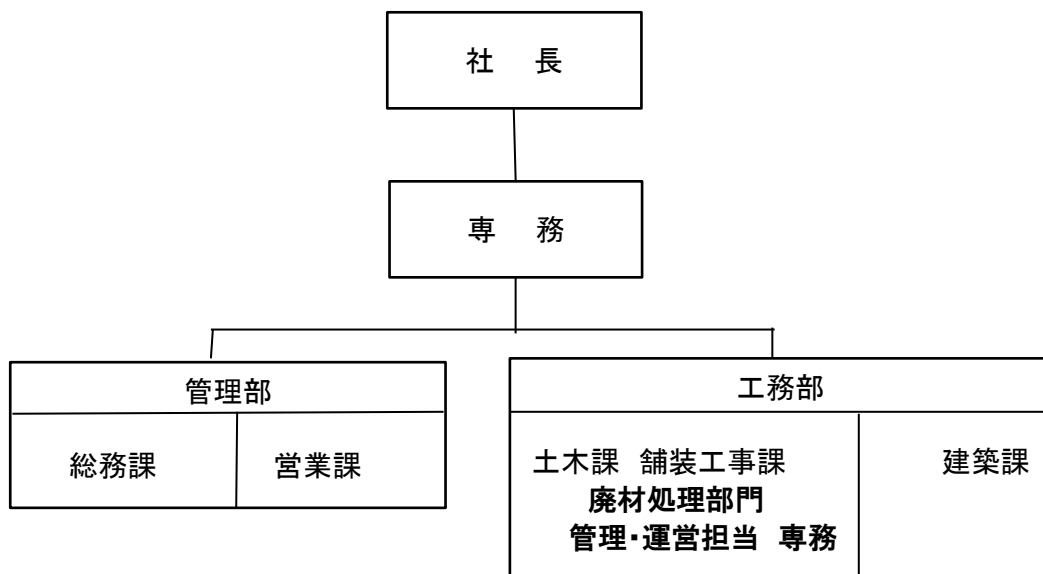 社　長
専　務
管理部
総務課
営業課
工務部
土木課　舗装工事課
廃材処理部門
管理・運営担当　専務
建築課